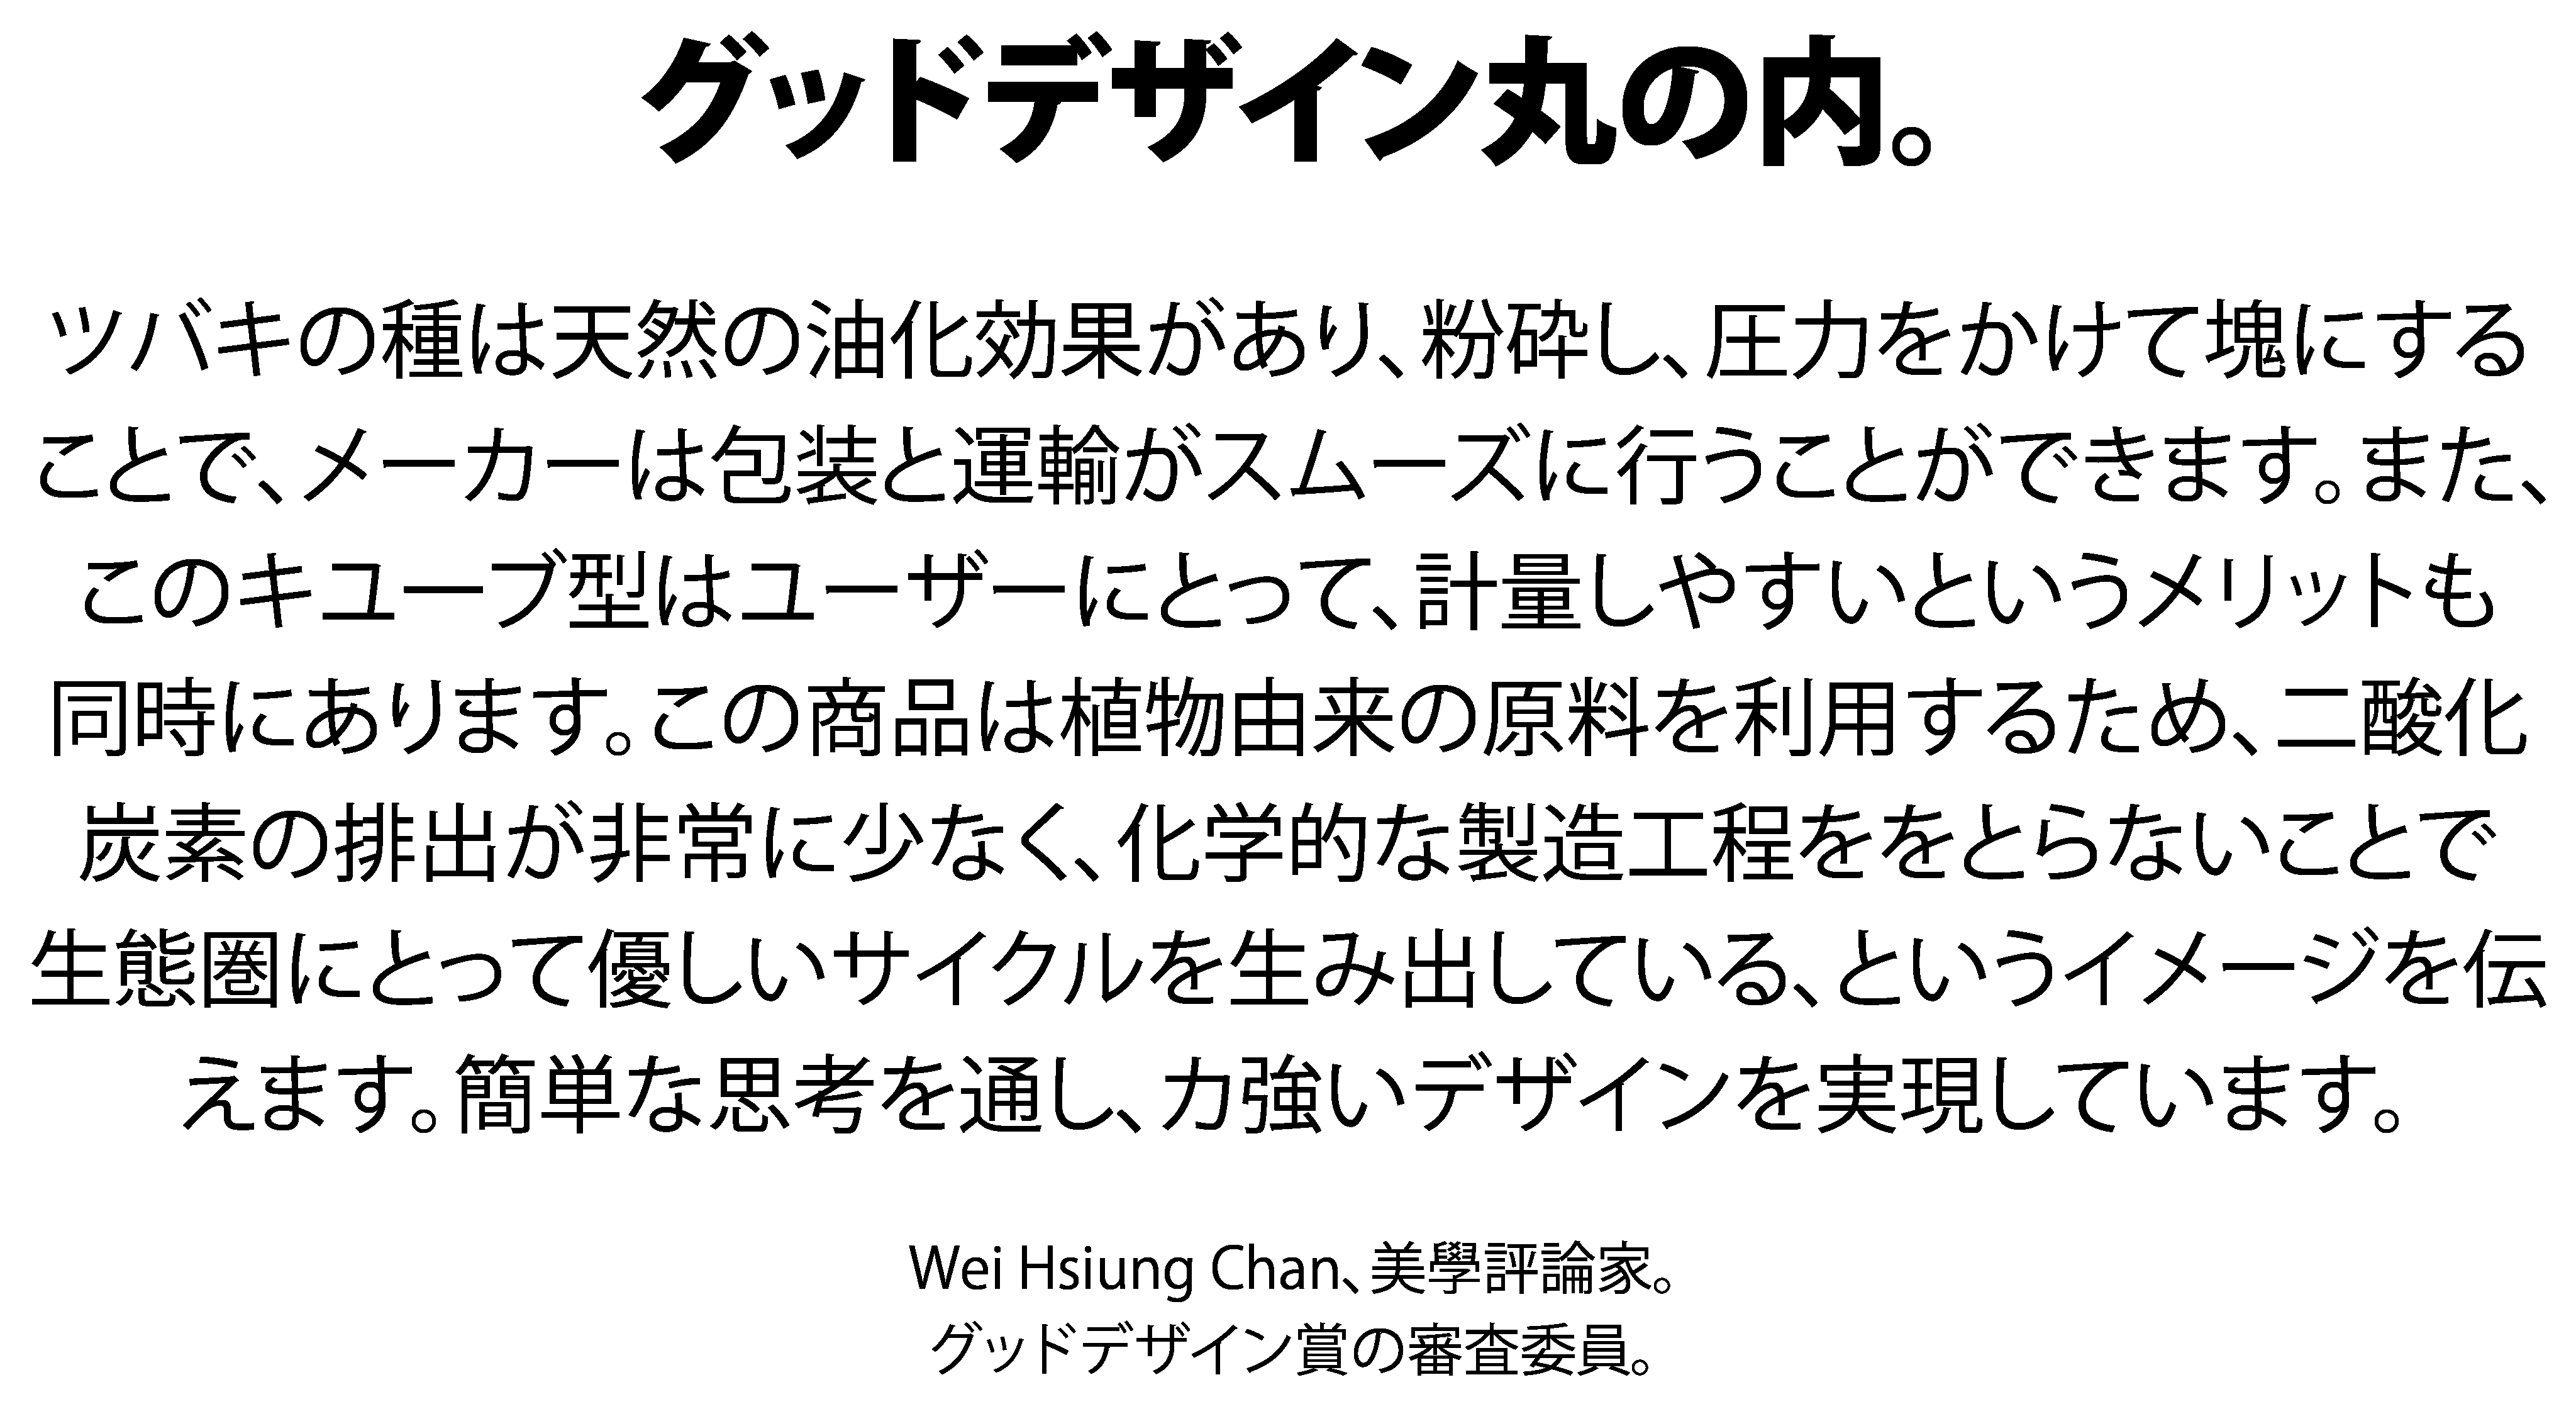 グッドデザイン丸の内。
ツバキの種は天然の油化効果があり、粉砕し、圧力をかけて塊にする
ことで、メーカーは包装と運輸がスムーズに行うことができます。また、
このキユーブ型はユーザーにとって、計量しやすいというメリットも
同時にあります。この商品は植物由来の原料を利用するため、二酸化
炭素の排出が非常に少なく、化学的な製造工程ををとらないことで
生態圏にとって優しいサイクルを生み出している、というイメージを伝
えます。簡単な思考を通し、力強いデザインを実現しています。
Wei Hsiung Chan、美學評論家。
グッドデザイン賞の審査委員。